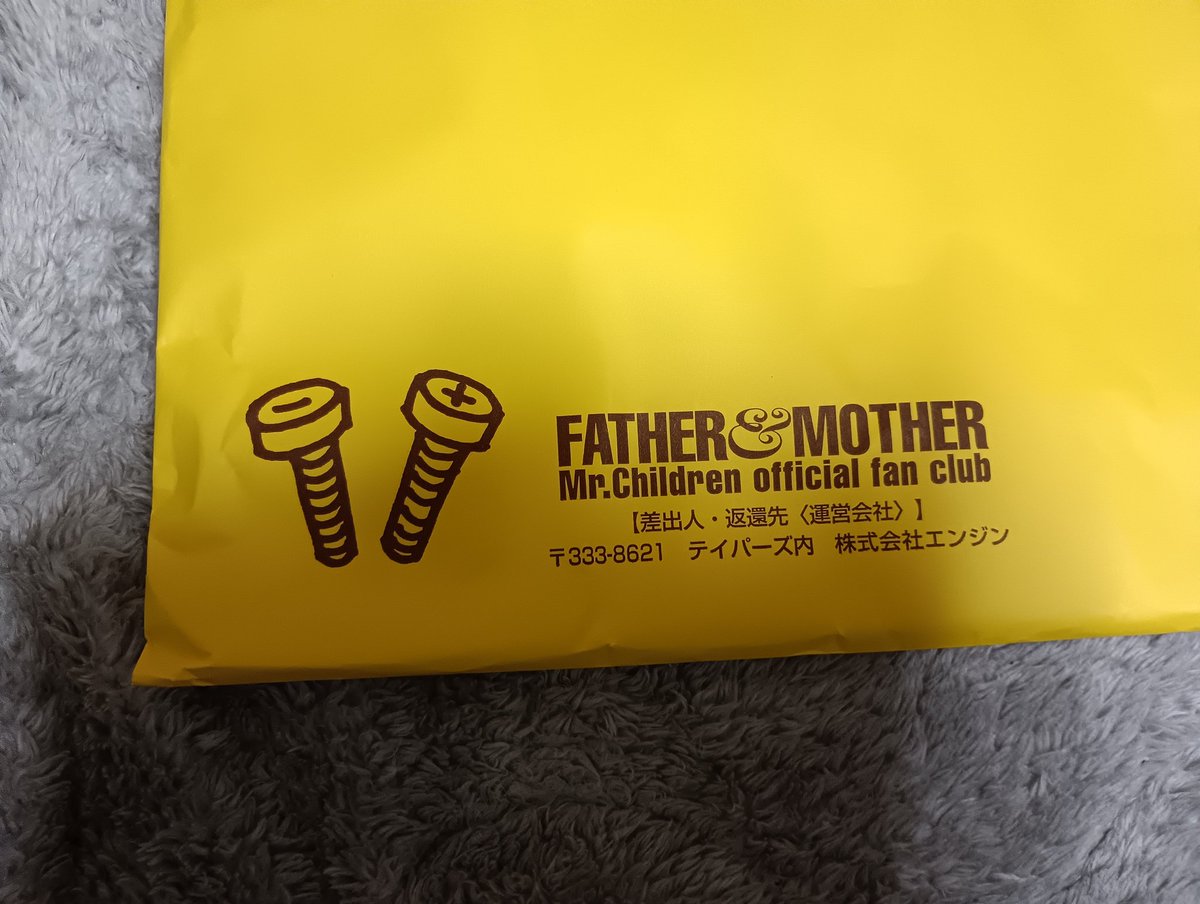 FATHER&MOTHER
Mr.Children official fan club
【差出人・返還先〈運営会社〉】
〒333-8621　テイパーズ内　株式会社エンジン